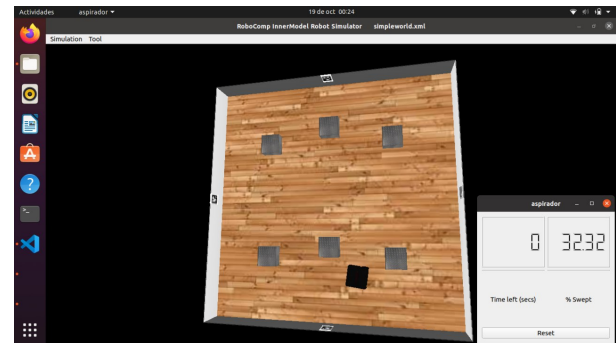 Actividades
aspirador
19 de oct 00:24
RoboComp InnerModel Robot Simulator simpleworld.xml
Simulation Tool
aspirador
0
32.32
Time left (secs)
% Swept
Reset